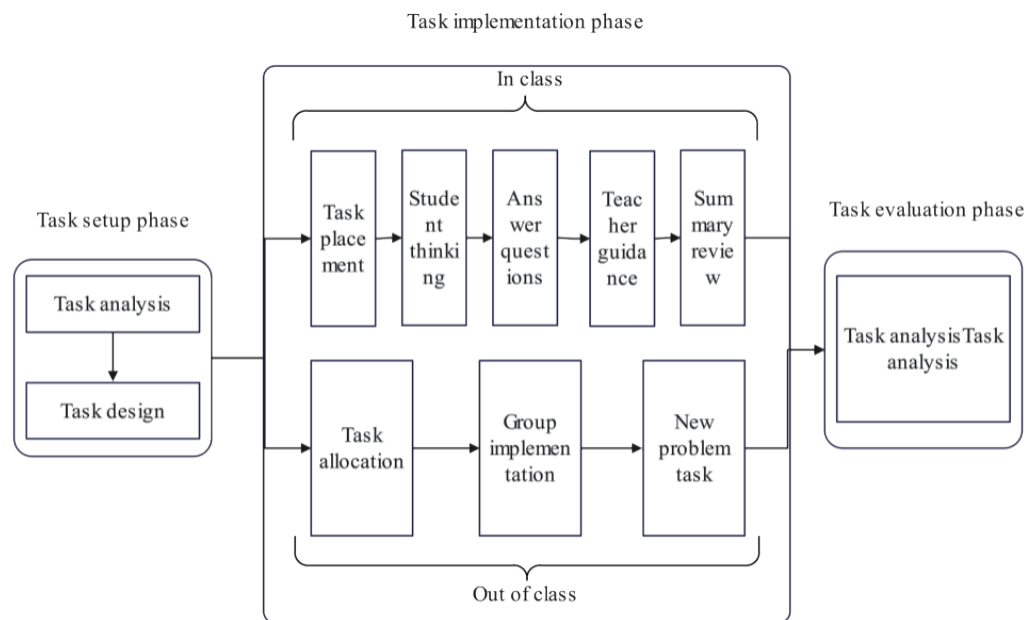 Task implementation phase
In class
Task
place
ment
Stude
nt
thinki
ng
Ans
wer
quest
ions
Teac
her
guida
nce
Sum
mary
revie
w
Task setup phase
Task analysis
Task design
Task evaluation phase
Task analysisTask
analysis
Task
allocation
Group
implemen
tation
New
problem
task
Out of class